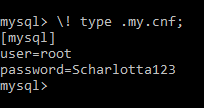 mysql> \! type .my.cnf;
[mysql]
user=root
password=Scharlotta123
mysql>